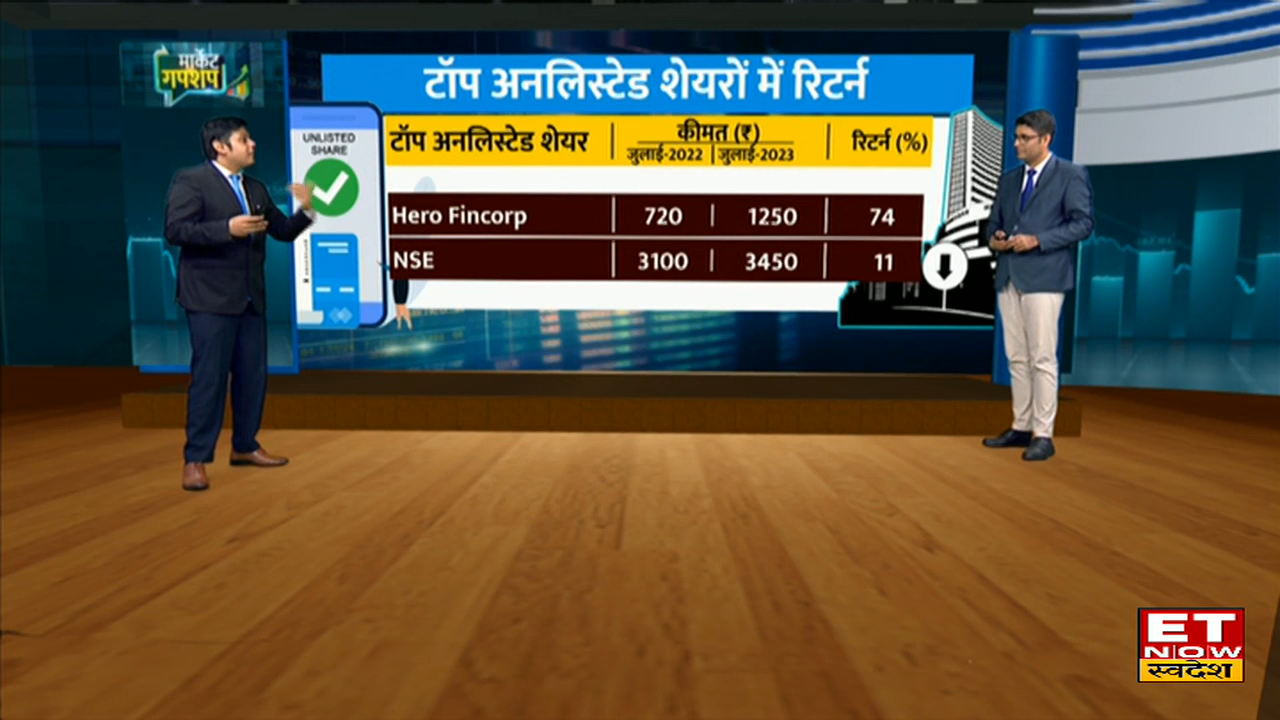 मार्केट
गपशप
टॉप अनलिस्टेड शेयरों में रिटर्न
UNLISTED
SHARE
टॉप अनलिस्टेड शेयर कीमत (₹) रिटर्न (%)
जुलाई-2022 जुलाई-2023
Hero Fincorp 720 1250 74
NSE 3100 3450 11
ET
NOW
स्वदेश